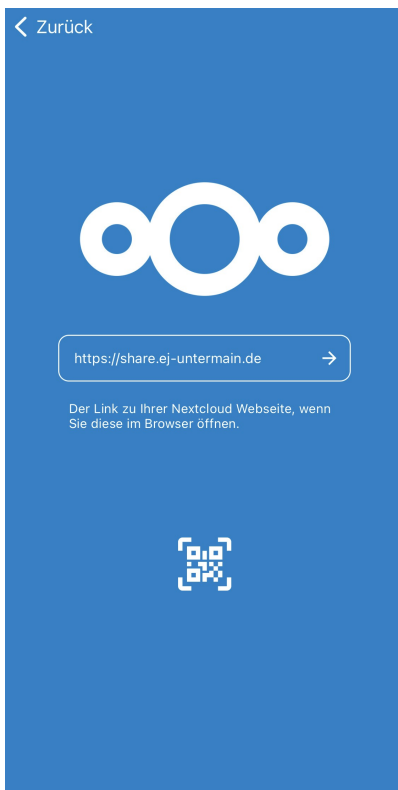 Zurück
https://share.ej-untermain.de
Der Link zu Ihrer Nextcloud Webseite, wenn
Sie diese im Browser öffnen.